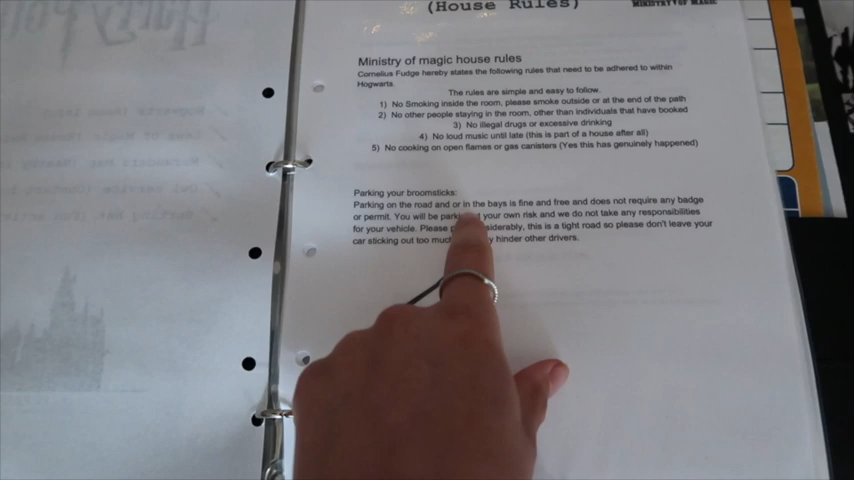 (House Rules)
MINISTRY OF MAGIC
Ministry of magic house rules
Cornelius Fudge hereby states the following rules that need to be adhered to within
Hogwarts.
The rules are simple and easy to follow.
1) No Smoking inside the room, please smoke outside or at the end of the path
2) No other people staying in the room, other than individuals that have booked
3) No illegal drugs or excessive drinking
4) No loud music until late (this is part of a house after all)
5) No cooking on open flames or gas canisters (Yes this has genuinely happened)
Parking your broomsticks:
Parking on the road and or in the bays is fine and free and does not require any badge
or permit. You will be parki your own risk and we do not take any responsibilities
for your vehicle. Please siderably, this is a tight road so please don't leave your
car sticking out too much hinder other drivers.